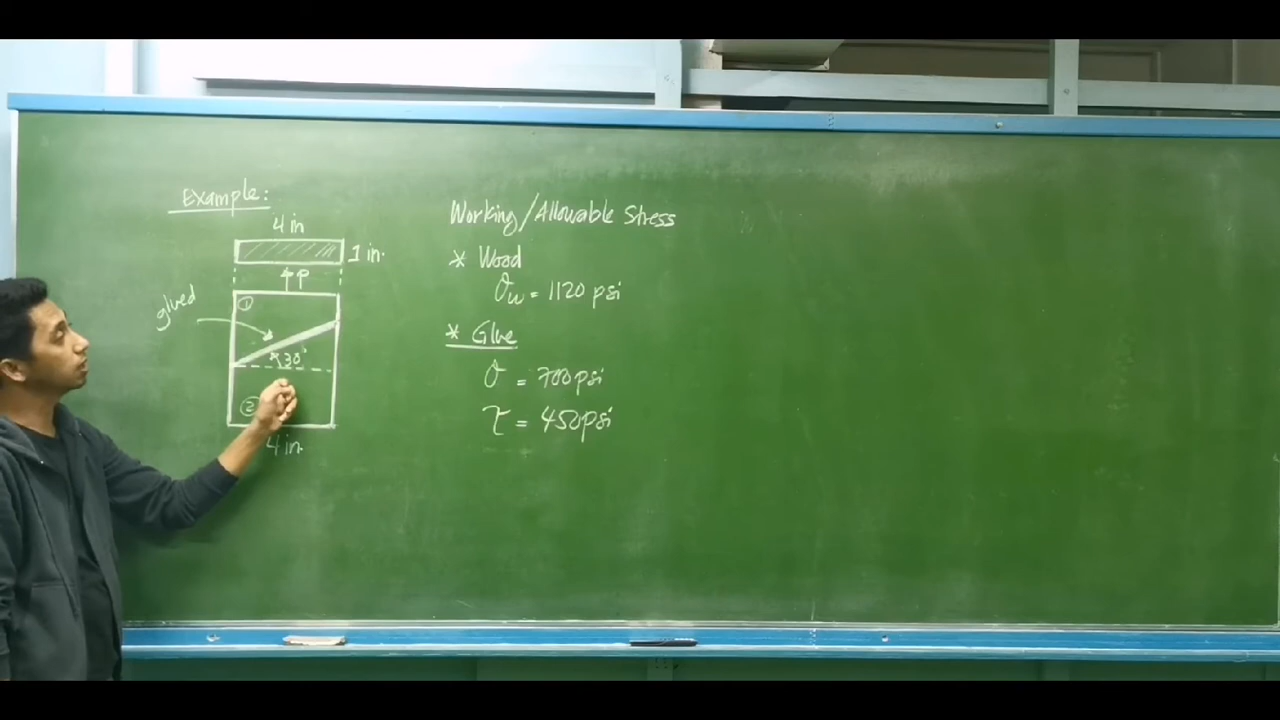 Example:
4 in
1 in.
P
①
glued
30°
②
4 in.
Working/Allowable Stress
* Wood
σw = 1120 psi
* Glue
σ = 700 psi
τ = 450 psi